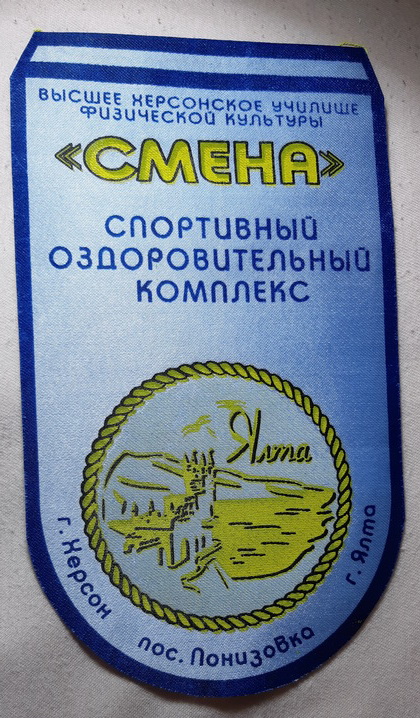 ВЫСШЕЕ ХЕРСОНСКОЕ УЧИЛИЩЕ
ФИЗИЧЕСКОЙ КУЛЬТУРЫ
«СМЕНА»
СПОРТИВНЫЙ
ОЗДОРОВИТЕЛЬНЫЙ
КОМПЛЕКС
Ялта
г. Херсон
пос. Понизовка
г. Ялта